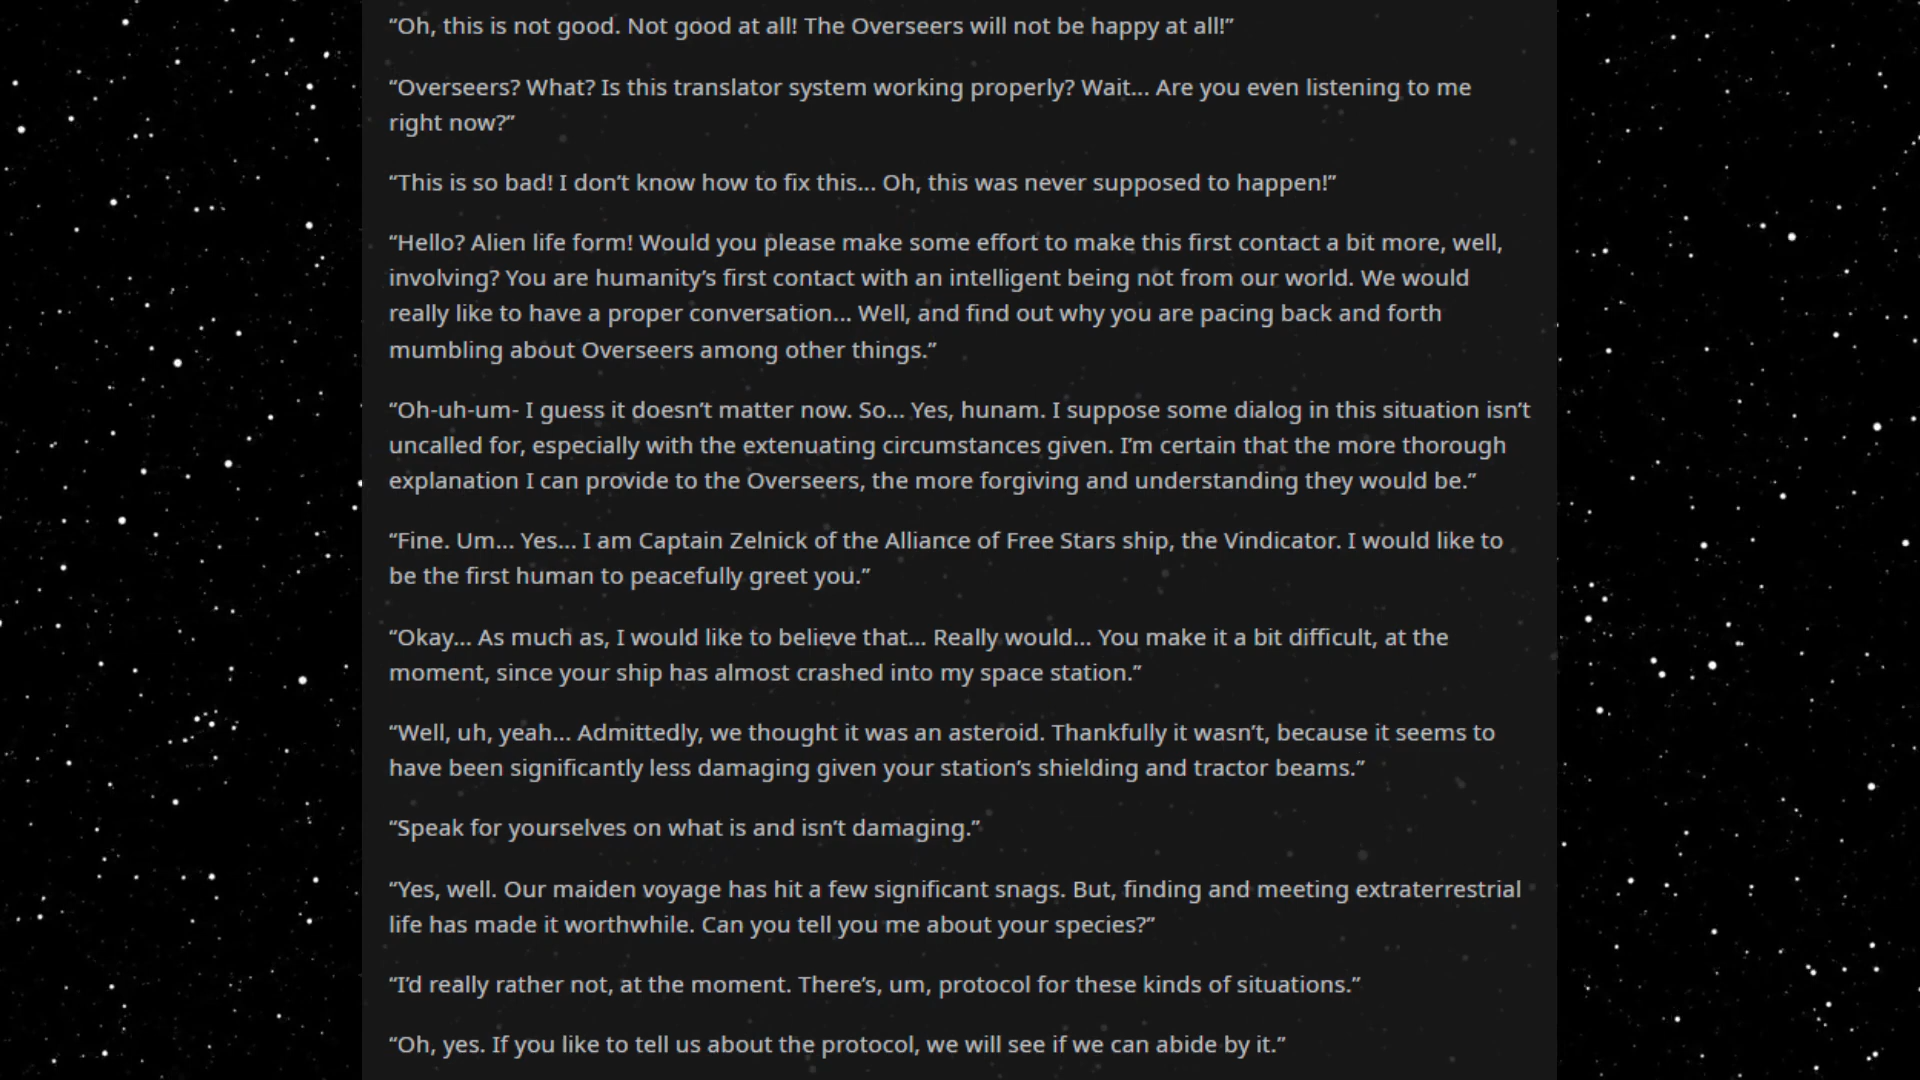 “Oh, this is not good. Not good at all! The Overseers will not be happy at all!”
“Overseers? What? Is this translator system working properly? Wait... Are you even listening to me
right now?”
“This is so bad! I don’t know how to fix this... Oh, this was never supposed to happen!”
“Hello? Alien life form! Would you please make some effort to make this first contact a bit more, well,
involving? You are humanity’s first contact with an intelligent being not from our world. We would
really like to have a proper conversation... Well, and find out why you are pacing back and forth
mumbling about Overseers among other things.”
“Oh-uh-um- I guess it doesn’t matter now. So... Yes, hunam. I suppose some dialog in this situation isn’t
uncalled for, especially with the extenuating circumstances given. I’m certain that the more thorough
explanation I can provide to the Overseers, the more forgiving and understanding they would be.”
“Fine. Um... Yes... I am Captain Zelnick of the Alliance of Free Stars ship, the Vindicator. I would like to
be the first human to peacefully greet you.”
“Okay... As much as, I would like to believe that... Really would... You make it a bit difficult, at the
moment, since your ship has almost crashed into my space station.”
“Well, uh, yeah... Admittedly, we thought it was an asteroid. Thankfully it wasn’t, because it seems to
have been significantly less damaging given your station’s shielding and tractor beams.”
“Speak for yourselves on what is and isn’t damaging.”
“Yes, well. Our maiden voyage has hit a few significant snags. But, finding and meeting extraterrestrial
life has made it worthwhile. Can you tell you me about your species?”
“I’d really rather not, at the moment. There’s, um, protocol for these kinds of situations.”
“Oh, yes. If you like to tell us about the protocol, we will see if we can abide by it.”